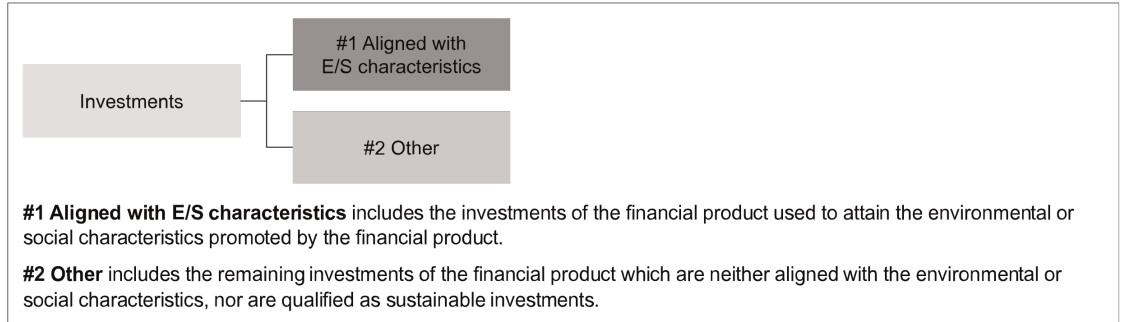 #1 Aligned with
E/S characteristics
Investments
#2 Other
#1 Aligned with E/S characteristics includes the investments of the financial product used to attain the environmental or
social characteristics promoted by the financial product.
#2 Other includes the remaining investments of the financial product which are neither aligned with the environmental or
social characteristics, nor are qualified as sustainable investments.